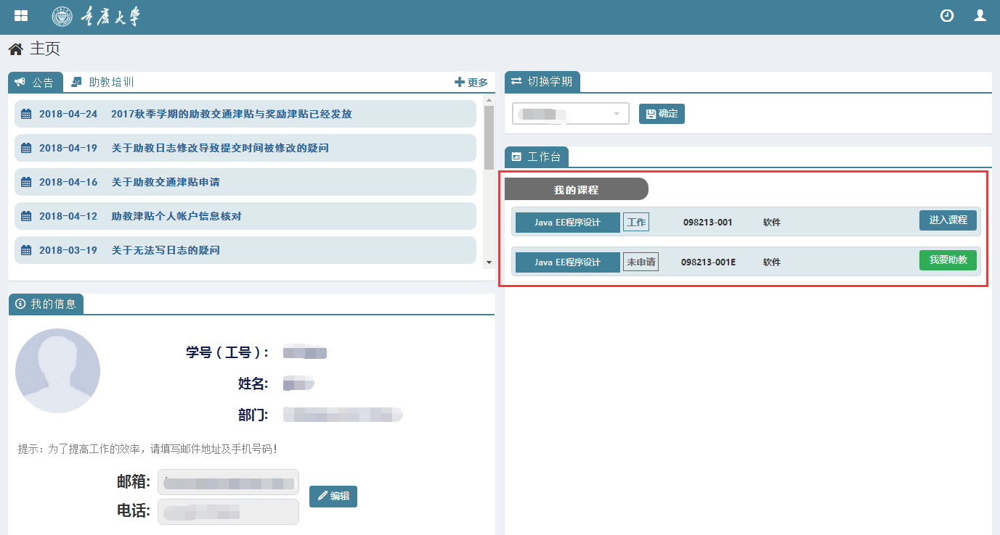 重庆大学
主页
公告 助教培训 更多
2018-04-24 2017秋季学期的助教交通津贴与奖励津贴已经发放
2018-04-19 关于助教日志修改导致提交时间被修改的疑问
2018-04-16 关于助教交通津贴申请
2018-04-12 助教津贴个人帐户信息核对
2018-03-19 关于无法写日志的疑问
我的信息
学号(工号):
姓名:
部门:
提示：为了提高工作的效率，请填写邮件地址及手机号码！
邮箱:
电话:
编辑
切换学期
确定
工作台
我的课程
Java EE程序设计 工作 098213-001 软件 进入课程
Java EE程序设计 未申请 098213-001E 软件 我要助教